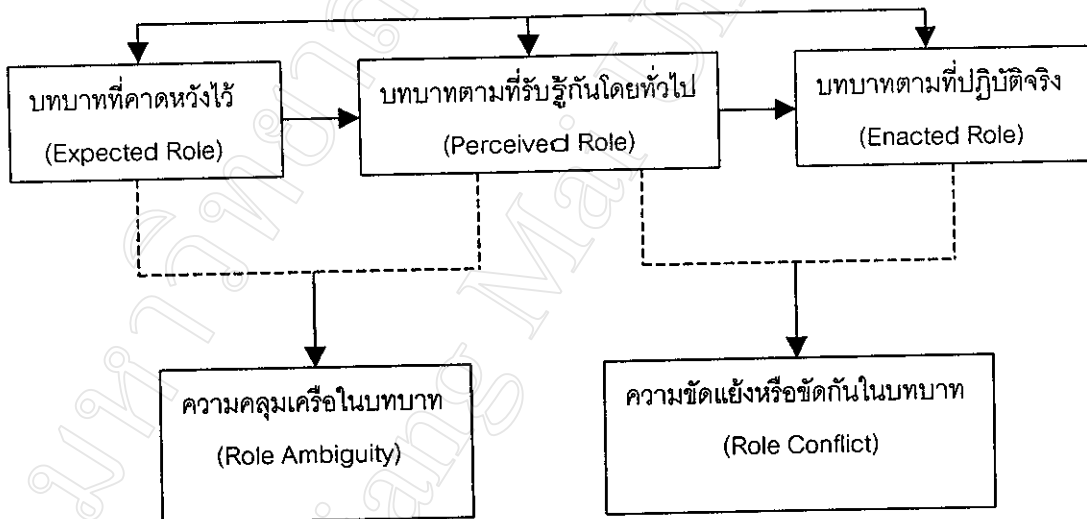 บทบาทที่คาดหวังไว้
(Expected Role)
บทบาทตามที่รับรู้กันโดยทั่วไป
(Perceived Role)
บทบาทตามที่ปฏิบัติจริง
(Enacted Role)
ความคลุมเครือในบทบาท
(Role Ambiguity)
ความขัดแย้งหรือขัดกันในบทบาท
(Role Conflict)